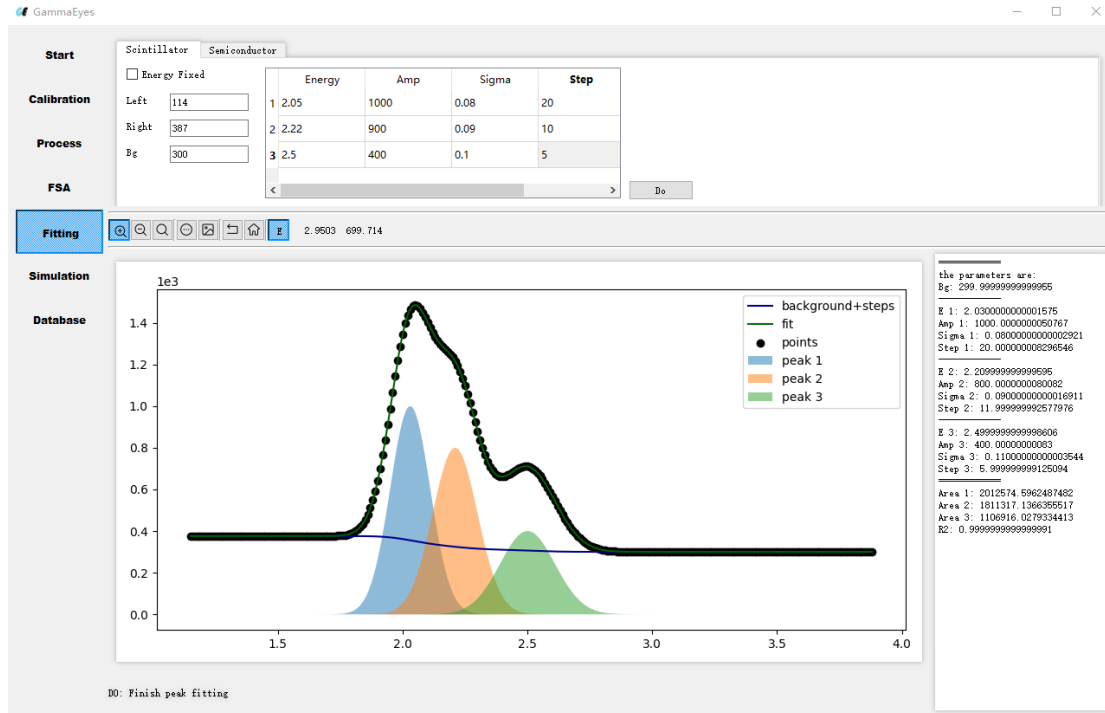 GammaEyes
Start
Calibration
Process
FSA
Fitting
Simulation
Database
Scintillator Semiconductor
Energy Fixed
Left 114
Right 387
Bg 300
Energy Amp Sigma Step
1 2.05 1000 0.08 20
2 2.22 900 0.09 10
3 2.5 400 0.1 5
Do
E 2.9503 699.714
1e3
1.4
1.2
1.0
0.8
0.6
0.4
0.2
0.0
1.5 2.0 2.5 3.0 3.5 4.0
background+steps
fit
points
peak 1
peak 2
peak 3
the parameters are:
Bg: 299.99999999999955
E 1: 2.0300000000001575
Amp 1: 1000.0000000050767
Sigma 1: 0.08000000000002921
Step 1: 20.000000008296546
E 2: 2.209999999999595
Amp 2: 800.0000000080082
Sigma 2: 0.09000000000016911
Step 2: 11.999999992577976
E 3: 2.4999999999998606
Amp 3: 400.00000000083
Sigma 3: 0.11000000000003544
Step 3: 5.999999999125094
Area 1: 2012574.5962487482
Area 2: 1811317.1366355517
Area 3: 1106916.0279334413
R2: 0.9999999999999991
DO: Finish peak fitting